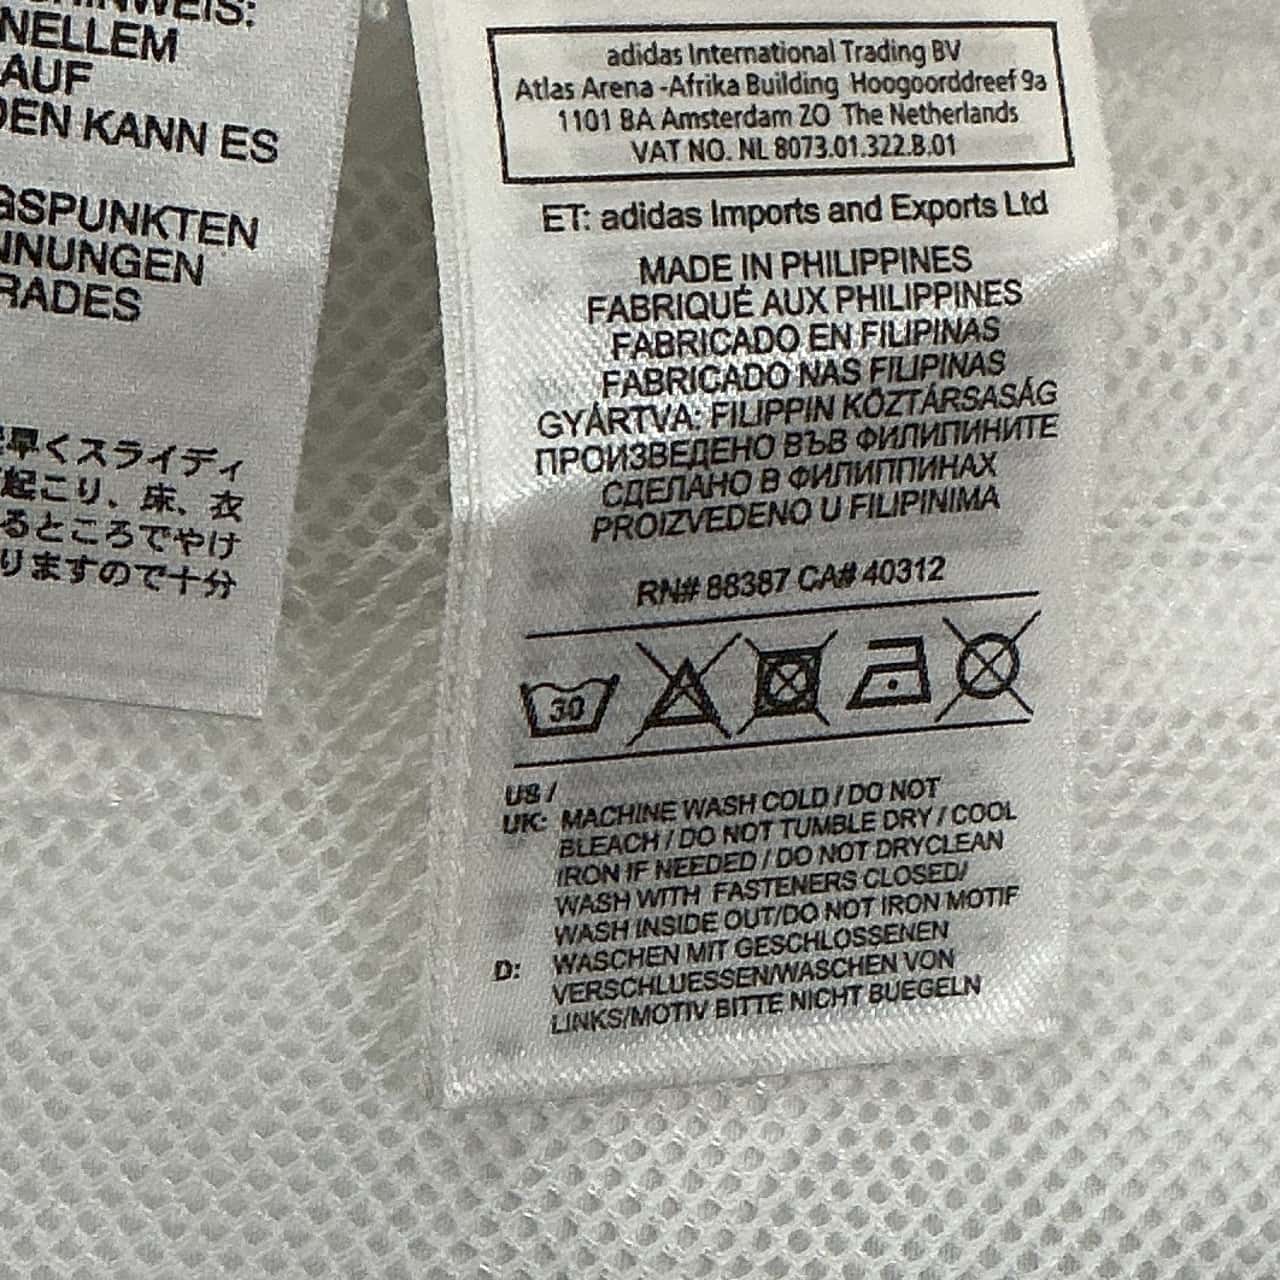 NELLEM
AUF
DEN KANN ES
GSPUNKTEN
NNUNGEN
RADES
早くスライディ
起こり、床、衣
るところでやけ
りますので十分
adidas International Trading BV
Atlas Arena -Afrika Building Hoogoorddreef 9a
1101 BA Amsterdam ZO The Netherlands
VAT NO. NL 8073.01.322.B.01
ET: adidas Imports and Exports Ltd
MADE IN PHILIPPINES
FABRIQUÉ AUX PHILIPPINES
FABRICADO EN FILIPINAS
FABRICADO NAS FILIPINAS
GYÁRTVA: FILIPPIN KÖZTÁRSASÁG
ПРОИЗВЕДЕНО ВЪВ ФИЛИПИНИТЕ
СДЕЛАНО В ФИЛИППИНАХ
PROIZVEDENO U FILIPINIMA
RN# 88387 CA# 40312
30
US /
UK: MACHINE WASH COLD / DO NOT
BLEACH / DO NOT TUMBLE DRY / COOL
IRON IF NEEDED / DO NOT DRYCLEAN
WASH WITH FASTENERS CLOSED/
WASH INSIDE OUT/DO NOT IRON MOTIF
D: WASCHEN MIT GESCHLOSSENEN
VERSCHLUESSEN/WASCHEN VON
LINKS/MOTIV BITTE NICHT BUEGELN